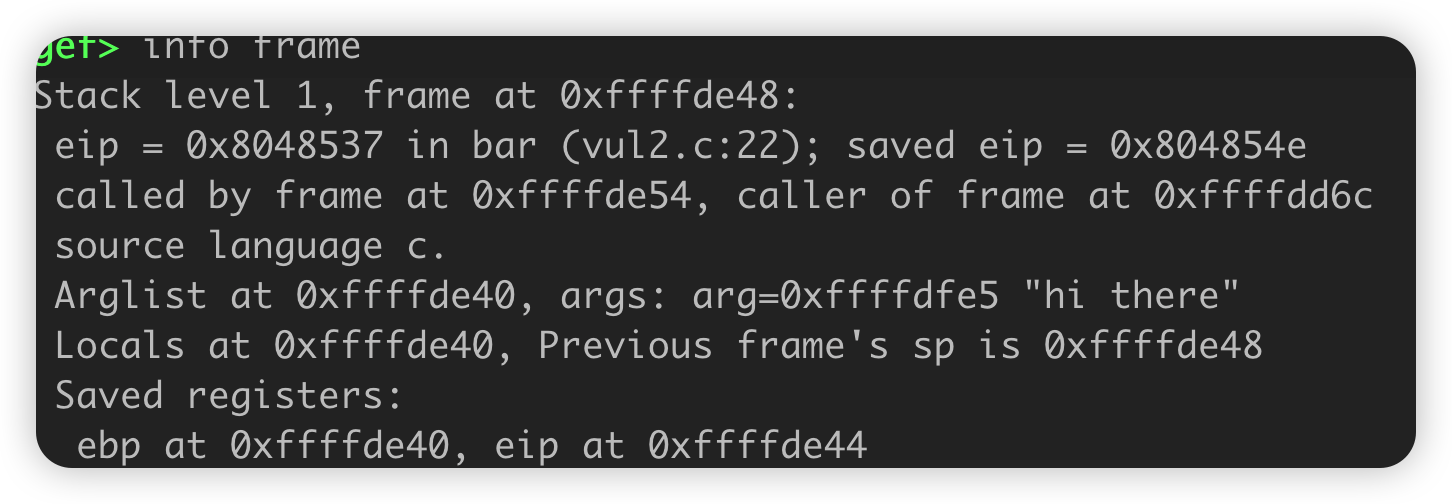 gef> info frame
Stack level 1, frame at 0xffffde48:
 eip = 0x8048537 in bar (vul2.c:22); saved eip = 0x804854e
 called by frame at 0xffffde54, caller of frame at 0xffffdd6c
 source language c.
 Arglist at 0xffffde40, args: arg=0xffffdfe5 "hi there"
 Locals at 0xffffde40, Previous frame's sp is 0xffffde48
 Saved registers:
  ebp at 0xffffde40, eip at 0xffffde44